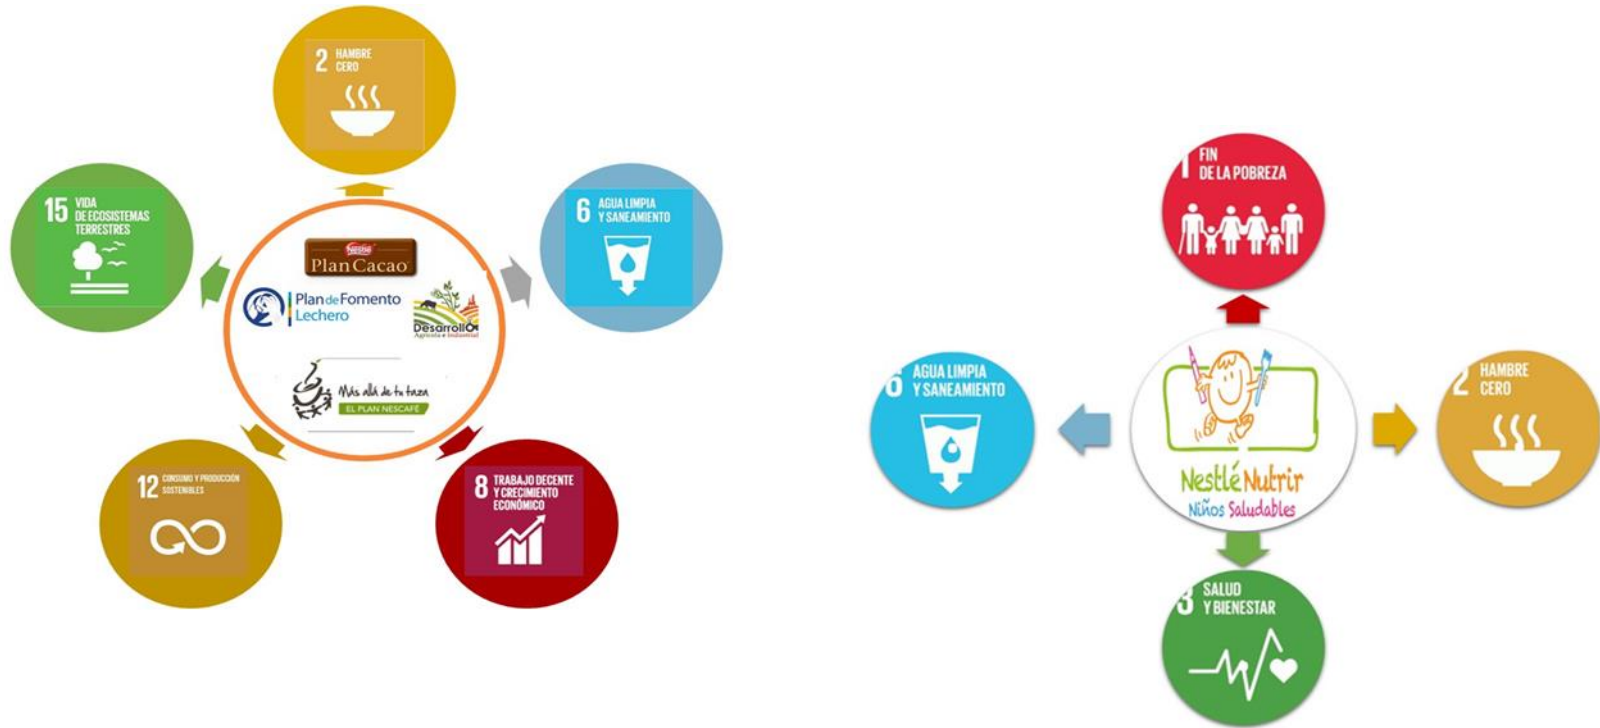 2 HAMBRE
CERO
15 VIDA
DE ECOSISTEMAS
TERRESTRES
6 AGUA LIMPIA
Y SANEAMIENTO
Nestlé
Plan Cacao
Plan de Fomento
Lechero
Desarrollo
Agrícola e Industrial
Más allá de tu taza
EL PLAN NESCAFÉ
12 CONSUMO Y PRODUCCIÓN
SOSTENIBLES
8 TRABAJO DECENTE
Y CRECIMIENTO
ECONÓMICO
1 FIN
DE LA POBREZA
6 AGUA LIMPIA
Y SANEAMIENTO
Nestlé Nutrir
Niños Saludables
2 HAMBRE
CERO
3 SALUD
Y BIENESTAR